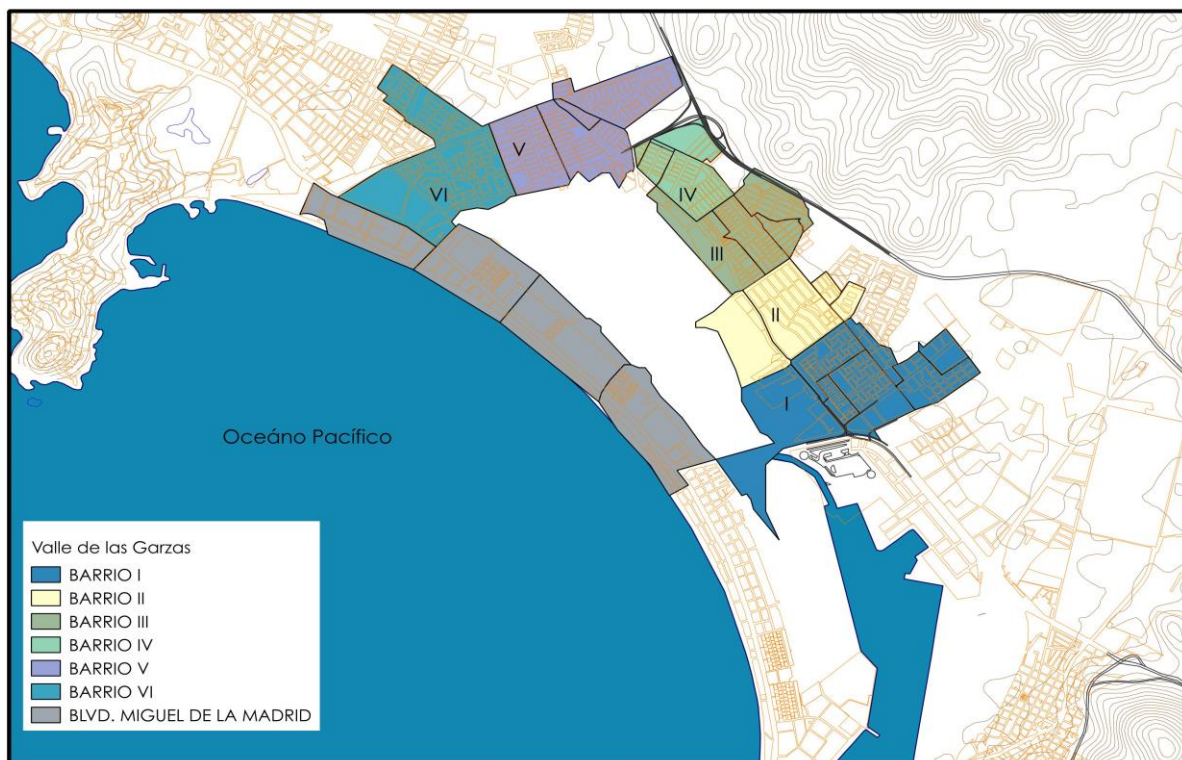 V
VI
IV
III
II
I
Oceáno Pacífico
Valle de las Garzas
BARRIO I
BARRIO II
BARRIO III
BARRIO IV
BARRIO V
BARRIO VI
BLVD. MIGUEL DE LA MADRID